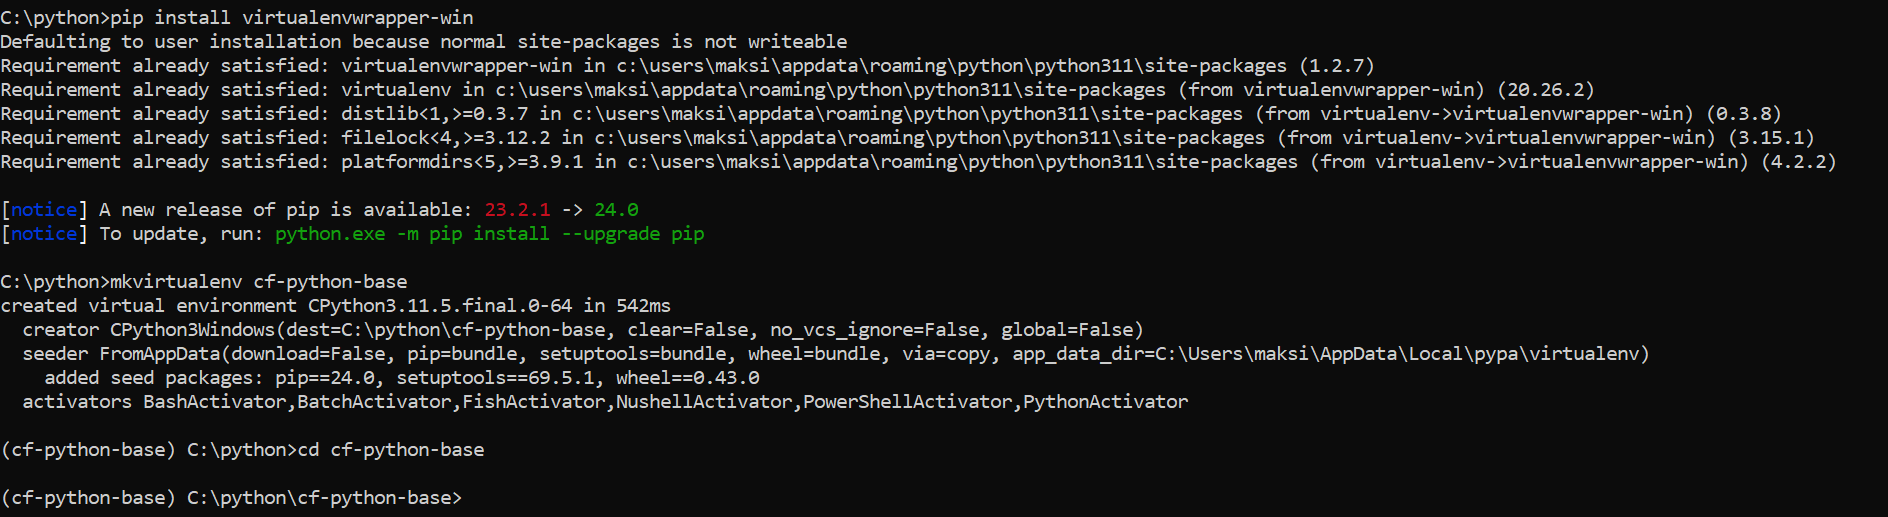 C:\python>pip install virtualenvwrapper-win
Defaulting to user installation because normal site-packages is not writeable
Requirement already satisfied: virtualenvwrapper-win in c:\users\maksi\appdata\roaming\python\python311\site-packages (1.2.7)
Requirement already satisfied: virtualenv in c:\users\maksi\appdata\roaming\python\python311\site-packages (from virtualenvwrapper-win) (20.26.2)
Requirement already satisfied: distlib<1,>=0.3.7 in c:\users\maksi\appdata\roaming\python\python311\site-packages (from virtualenv->virtualenvwrapper-win) (0.3.8)
Requirement already satisfied: filelock<4,>=3.12.2 in c:\users\maksi\appdata\roaming\python\python311\site-packages (from virtualenv->virtualenvwrapper-win) (3.15.1)
Requirement already satisfied: platformdirs<5,>=3.9.1 in c:\users\maksi\appdata\roaming\python\python311\site-packages (from virtualenv->virtualenvwrapper-win) (4.2.2)
[notice] A new release of pip is available: 23.2.1 -> 24.0
[notice] To update, run: python.exe -m pip install --upgrade pip
C:\python>mkvirtualenv cf-python-base
created virtual environment CPython3.11.5.final.0-64 in 542ms
  creator CPython3Windows(dest=C:\python\cf-python-base, clear=False, no_vcs_ignore=False, global=False)
  seeder FromAppData(download=False, pip=bundle, setuptools=bundle, wheel=bundle, via=copy, app_data_dir=C:\Users\maksi\AppData\Local\pypa\virtualenv)
    added seed packages: pip==24.0, setuptools==69.5.1, wheel==0.43.0
  activators BashActivator,BatchActivator,FishActivator,NushellActivator,PowerShellActivator,PythonActivator
(cf-python-base) C:\python>cd cf-python-base
(cf-python-base) C:\python\cf-python-base>